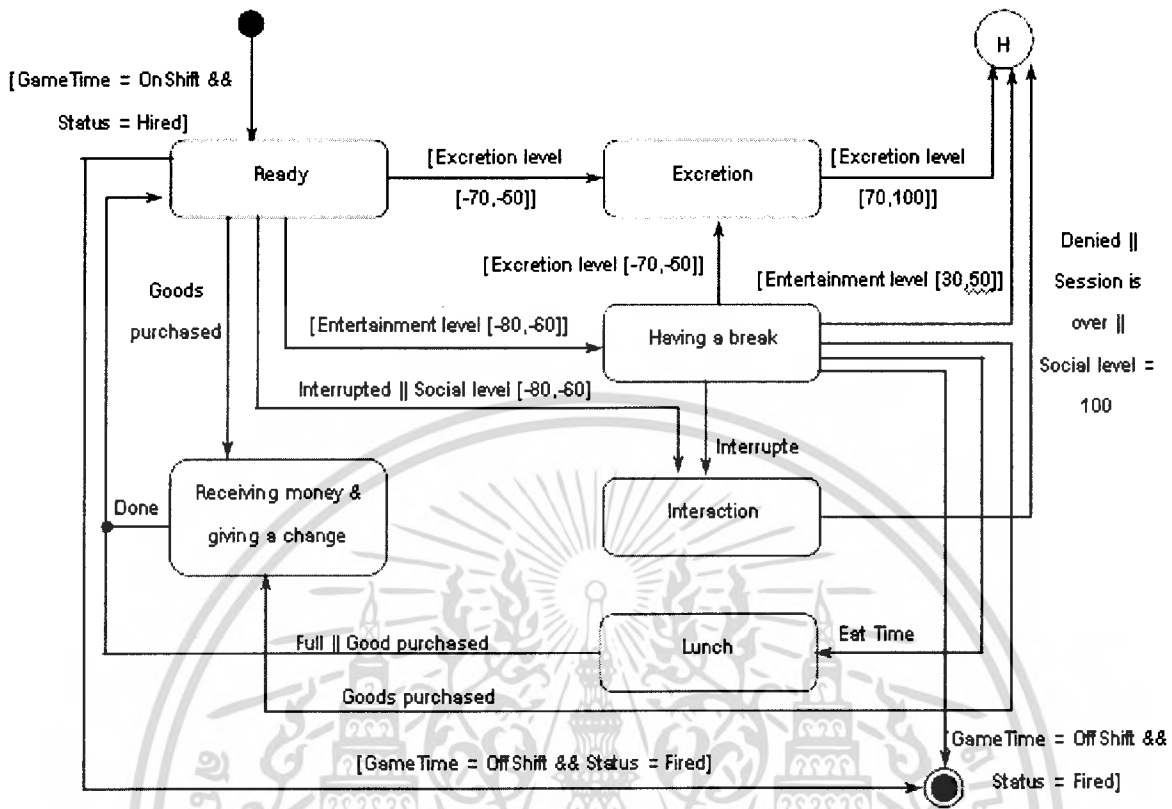 H
[GameTime = OnShift &&
Status = Hired]
Ready
[Excretion level
[-70,-50]]
Excretion
[Excretion level
[70,100]]
[Excretion level [-70,-50]]
[Entertainment level [30,50]]
Denied ||
Session is
over ||
Social level =
100
Goods
purchased
[Entertainment level [-80,-60]]
Having a break
Interrupted || Social level [-80,-60]
Interrupte
Receiving money &
giving a change
Done
Interaction
Full || Good purchased
Lunch
Eat Time
Goods purchased
GameTime = OffShift &&
Status = Fired]
[GameTime = OffShift && Status = Fired]